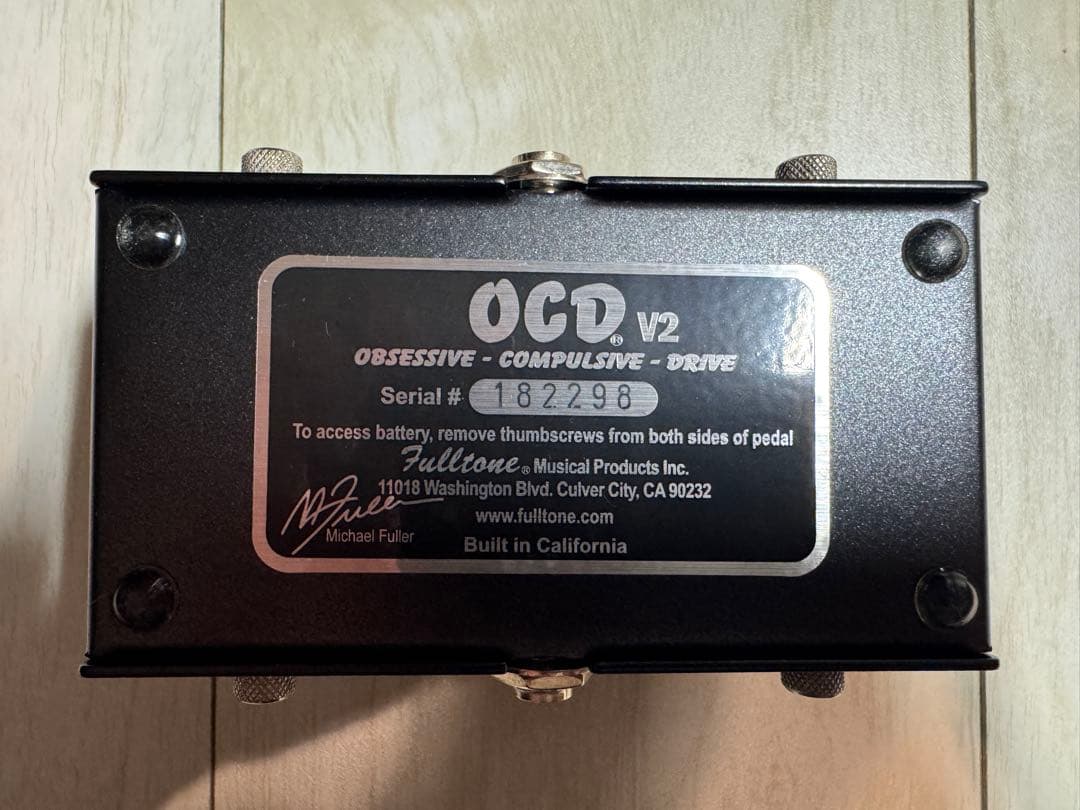 OCD® V2
OBSESSIVE - COMPULSIVE - DRIVE
Serial # 182298
To access battery, remove thumbscrews from both sides of pedal
Fulltone® Musical Products Inc.
11018 Washington Blvd. Culver City, CA 90232
www.fulltone.com
M Fuller
Michael Fuller
Built in California